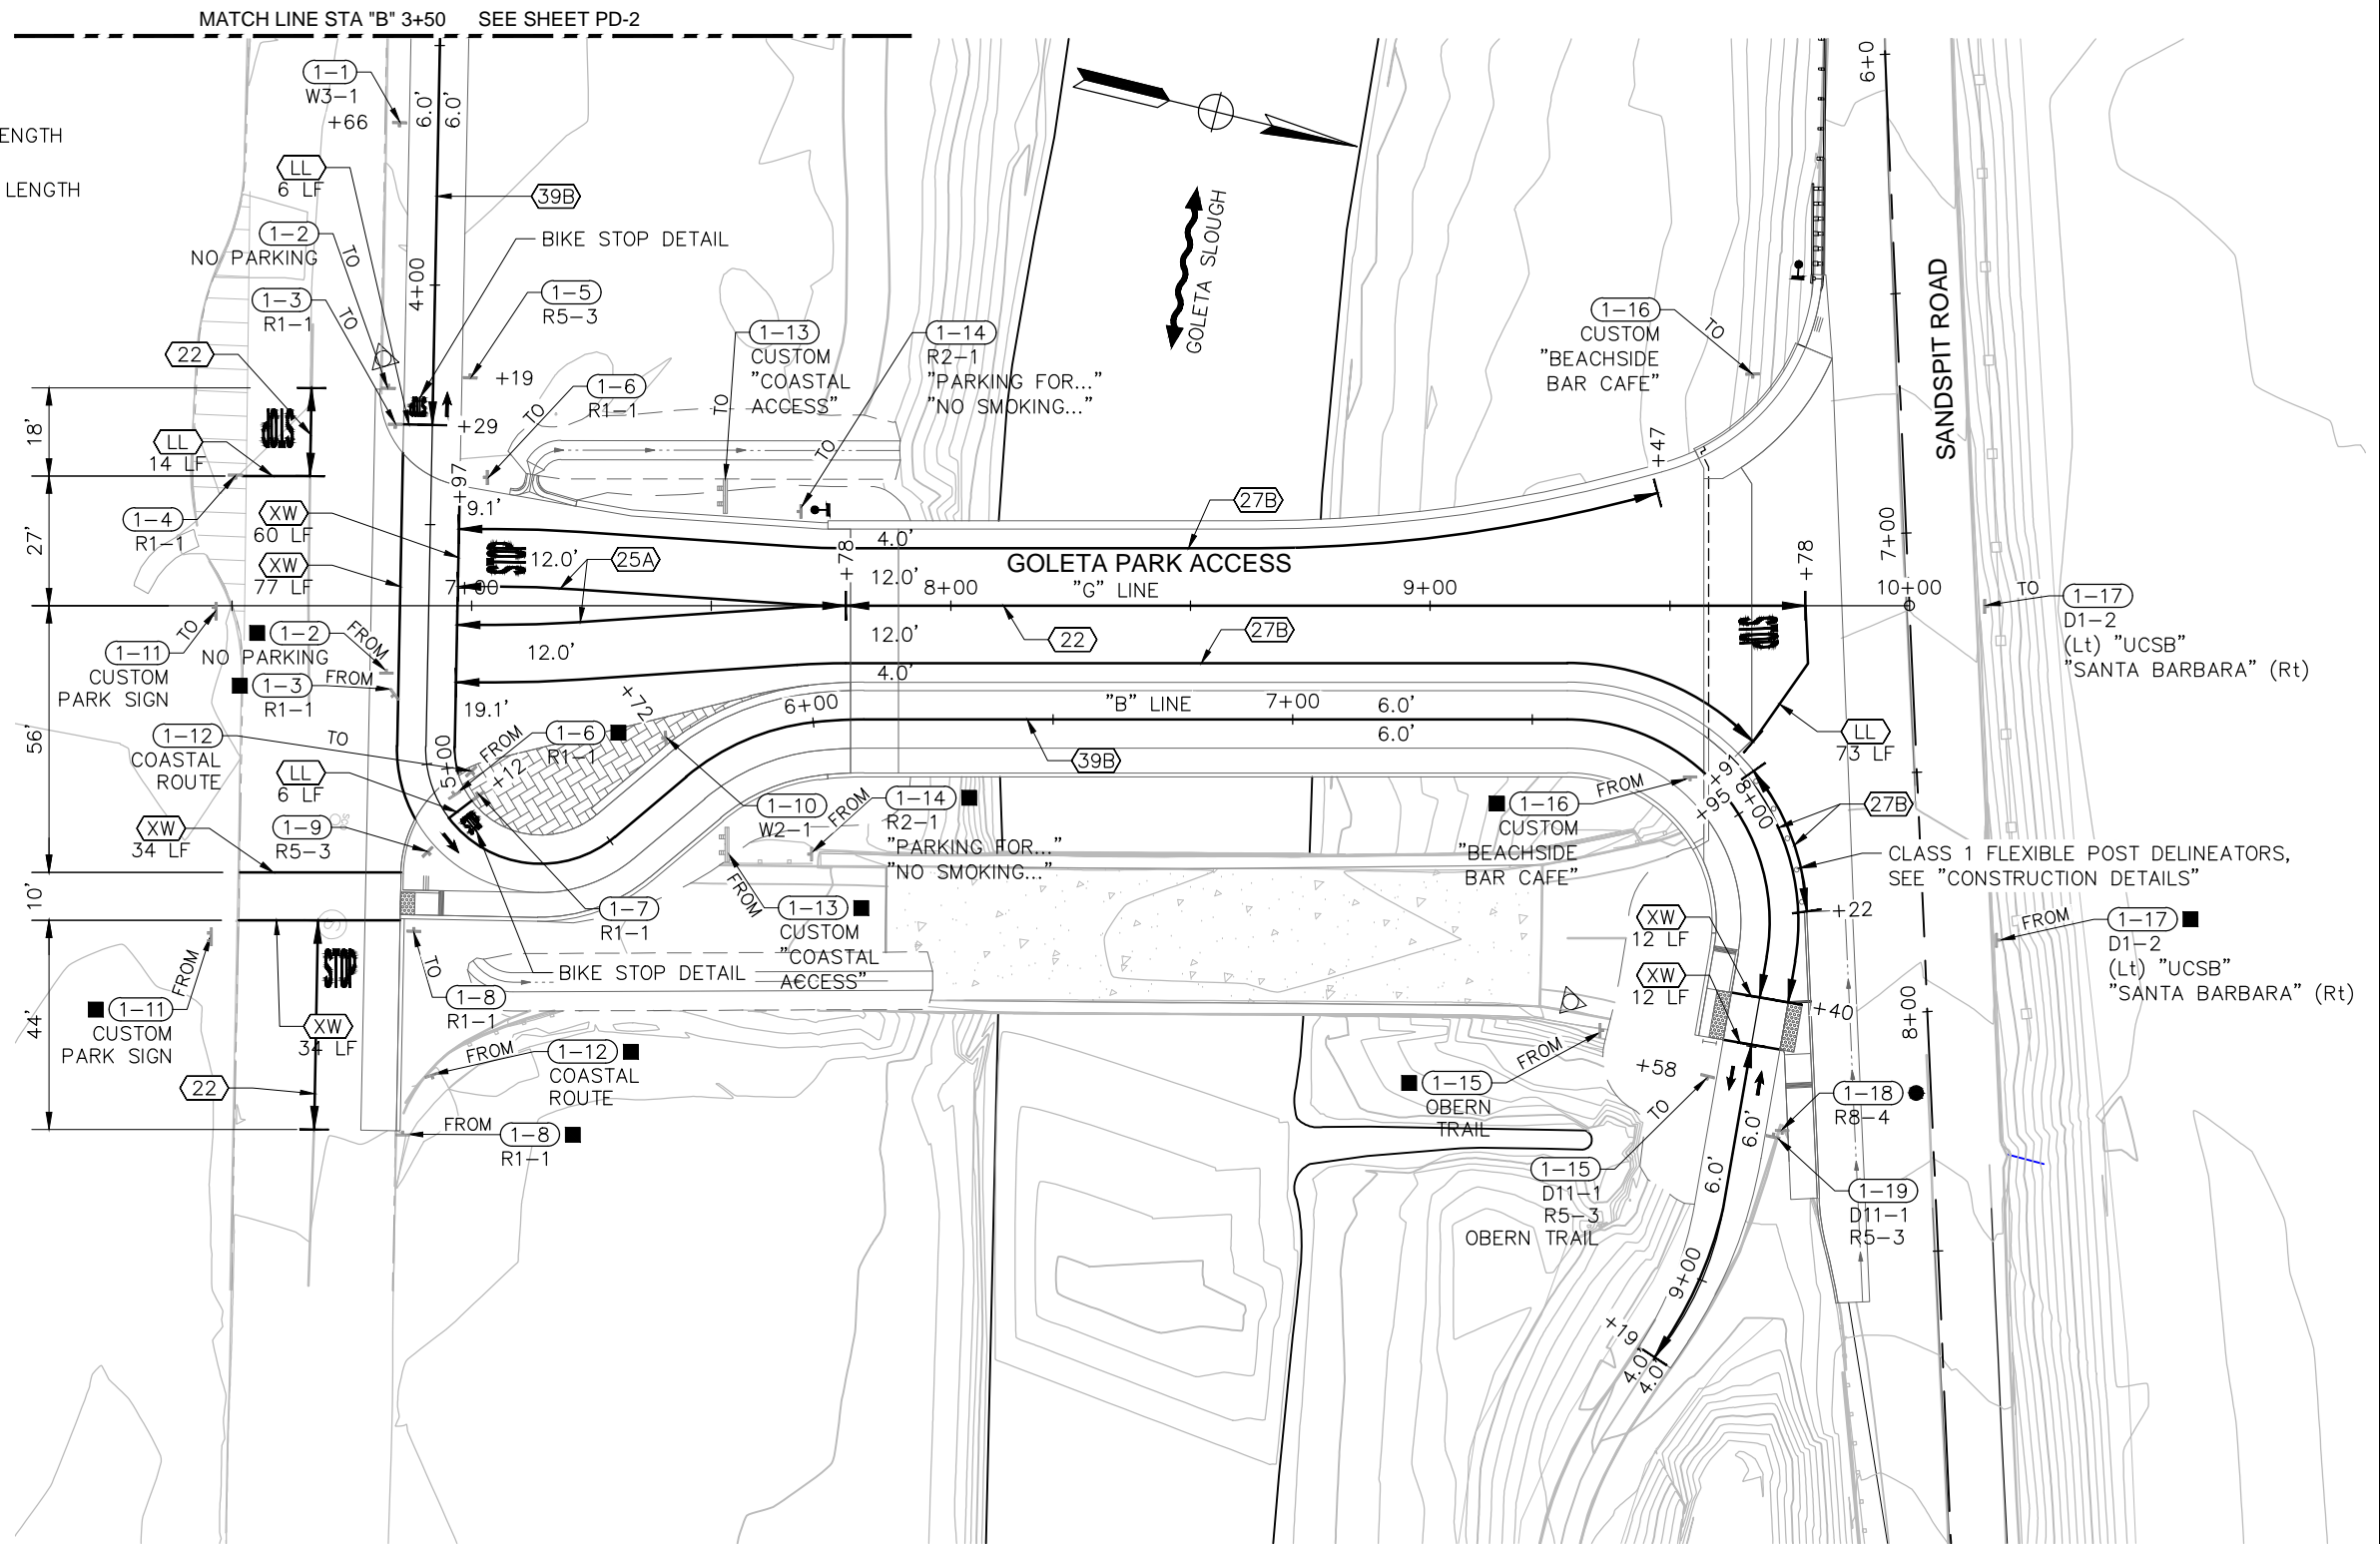 MATCH LINE STA "B" 3+50 SEE SHEET PD-2
1-1
W3-1
+66
6.0'
6.0'
ENGTH
LENGTH
LL
6 LF
39B
1-2
NO PARKING
TO
BIKE STOP DETAIL
4+00
1-3
R1-1
TO
1-5
R5-3
+19
22
18'
STOP
+29
LL
14 LF
27'
1-4
R1-1
XW
60 LF
XW
77 LF
1-6
R1-1
TO
1-13
CUSTOM
"COASTAL
ACCESS"
TO
1-14
R2-1
"PARKING FOR..."
"NO SMOKING..."
TO
GOLETA SLOUGH
1-16
CUSTOM
"BEACHSIDE
BAR CAFE"
TO
6+0
SANDSPIT ROAD
+97
9.1'
STOP
12.0'
25A
7+00
+78
4.0'
27B
GOLETA PARK ACCESS
12.0'
8+00
"G" LINE
9+00
+47
+78
7+00
10+00
TO
1-17
D1-2
(Lt) "UCSB"
"SANTA BARBARA" (Rt)
12.0'
12.0'
22
27B
4.0'
STOP
1-11
CUSTOM
PARK SIGN
TO
1-2
NO PARKING
FROM
1-3
R1-1
FROM
56'
19.1'
+72
6+00
"B" LINE
7+00
6.0'
6.0'
39B
LL
73 LF
1-12
COASTAL
ROUTE
TO
5+00
FROM
1-6
R1-1
+12
LL
6 LF
1-9
R5-3
XW
34 LF
1-10
W2-1
FROM
1-14
R2-1
"PARKING FOR..."
"NO SMOKING..."
FROM
1-16
CUSTOM
"BEACHSIDE
BAR CAFE"
+91
+95
8+00
27B
CLASS 1 FLEXIBLE POST DELINEATORS,
SEE "CONSTRUCTION DETAILS"
10'
1-7
R1-1
FROM
1-13
CUSTOM
"COASTAL
ACCESS"
XW
12 LF
+22
FROM
1-17
D1-2
(Lt) "UCSB"
"SANTA BARBARA" (Rt)
44'
STOP
BIKE STOP DETAIL
XW
12 LF
FROM
1-11
CUSTOM
PARK SIGN
TO
1-8
R1-1
XW
34 LF
+40
8+00
22
FROM
1-12
COASTAL
ROUTE
FROM
1-15
OBERN
TRAIL
+58
TO
1-18
R8-4
FROM
1-8
R1-1
6.0'
6.0'
1-15
D11-1
R5-3
OBERN TRAIL
1-19
D11-1
R5-3
9+00
+19
4.0'
4.0'